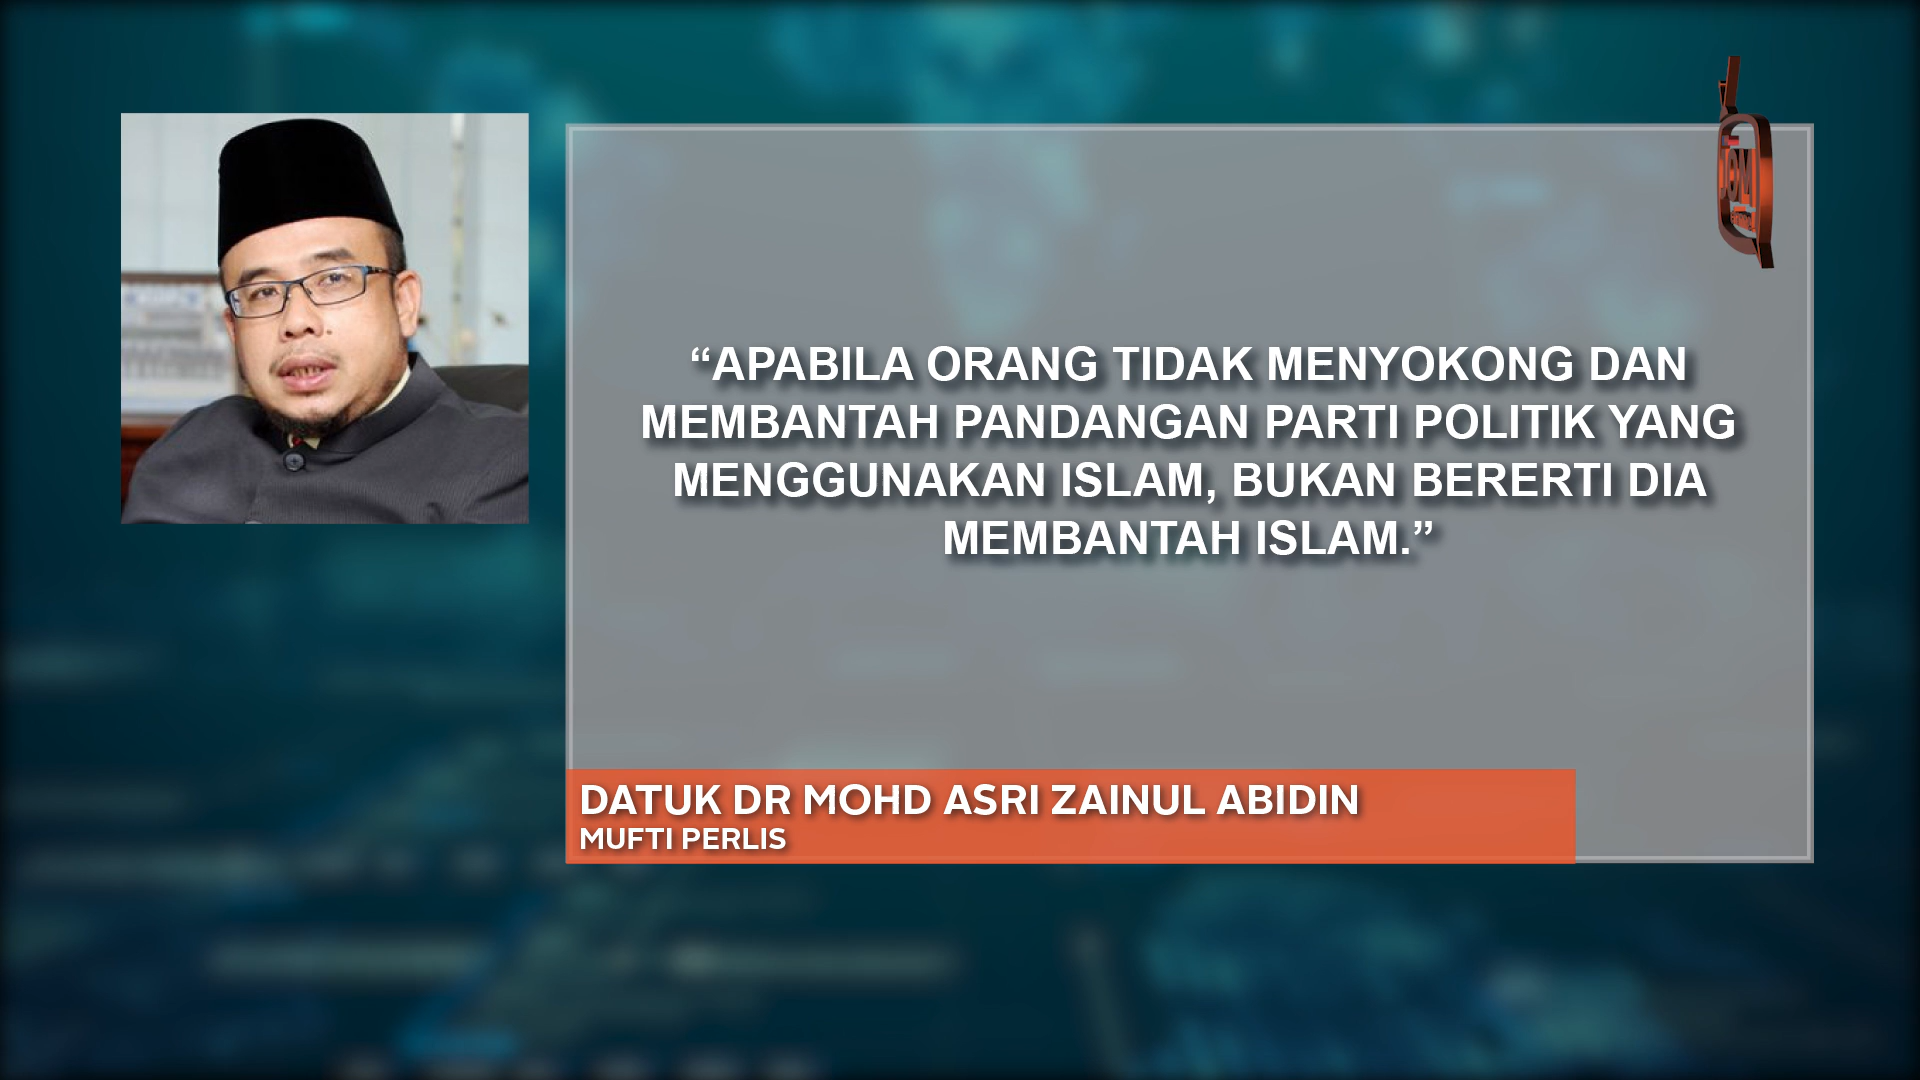 JOM
“APABILA ORANG TIDAK MENYOKONG DAN
MEMBANTAH PANDANGAN PARTI POLITIK YANG
MENGGUNAKAN ISLAM, BUKAN BERERTI DIA
MEMBANTAH ISLAM.”
DATUK DR MOHD ASRI ZAINUL ABIDIN
MUFTI PERLIS